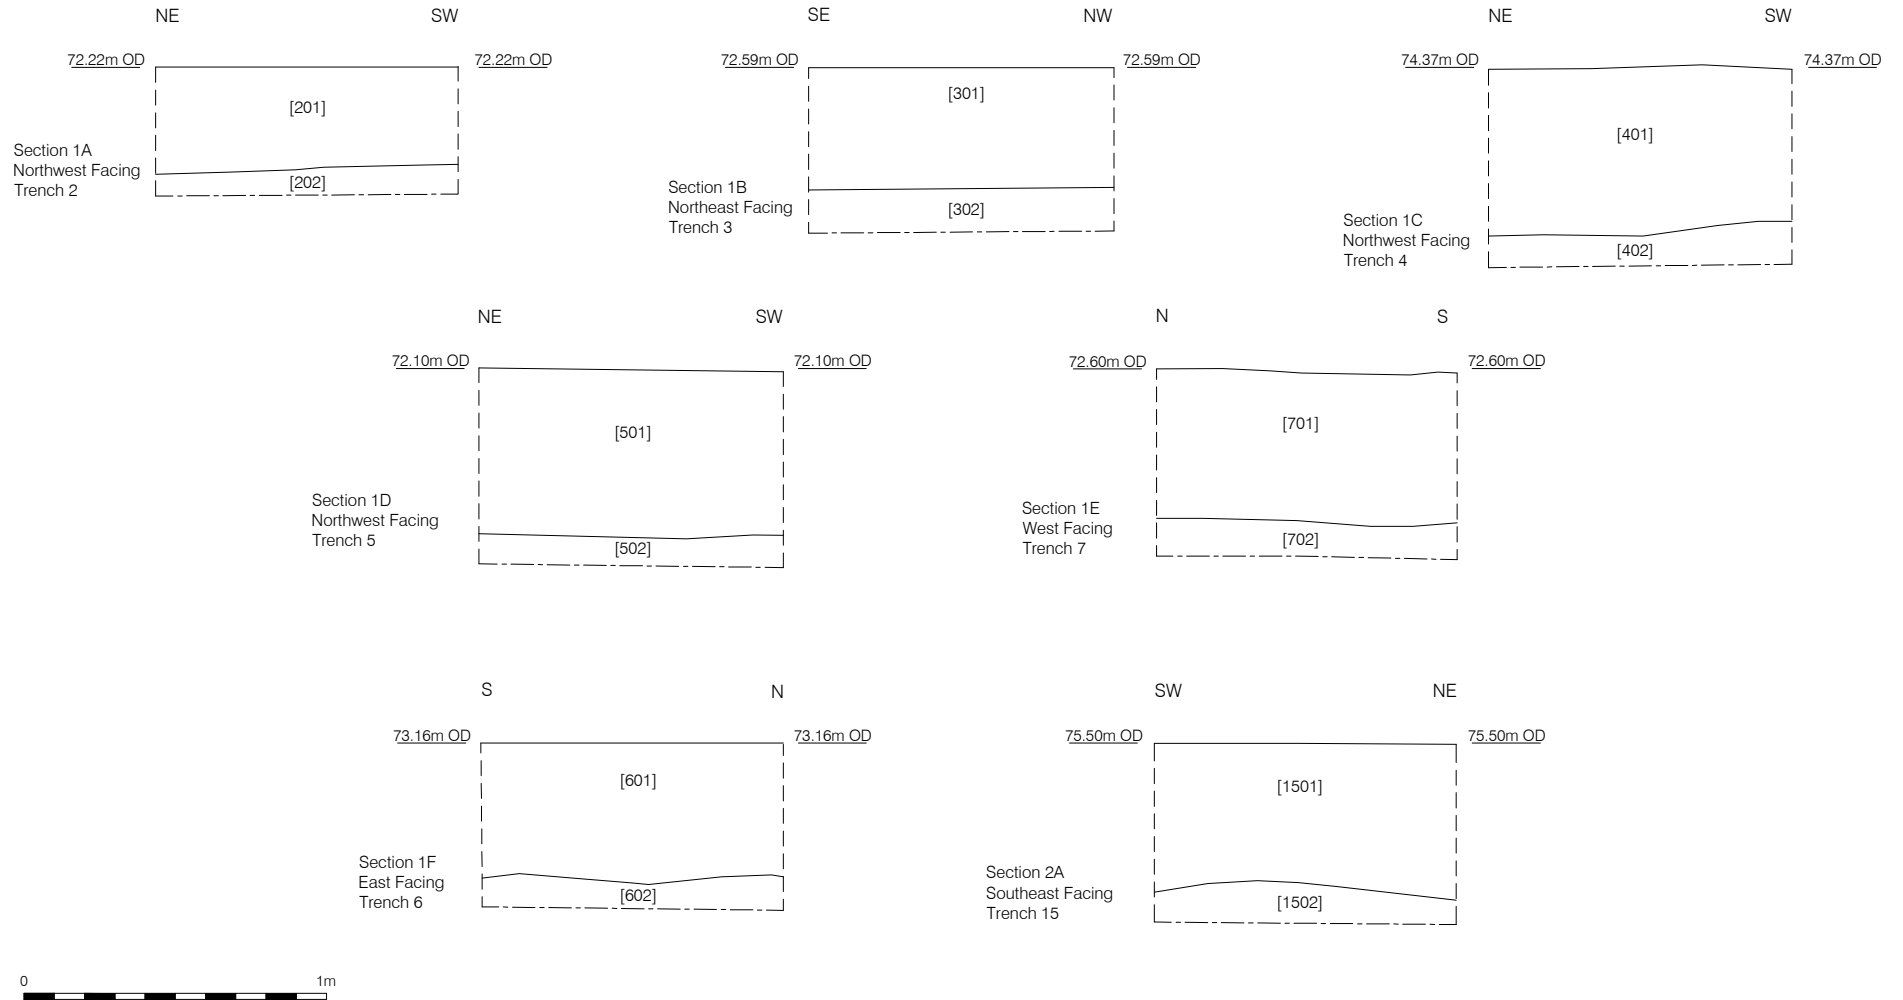 NE SW
72.22m OD 72.22m OD
[201]
Section 1A
Northwest Facing
Trench 2
[202]
SE NW
72.59m OD 72.59m OD
[301]
Section 1B
Northeast Facing
Trench 3
[302]
NE SW
74.37m OD 74.37m OD
[401]
Section 1C
Northwest Facing
Trench 4
[402]
NE SW
72.10m OD 72.10m OD
[501]
Section 1D
Northwest Facing
Trench 5
[502]
N S
72.60m OD 72.60m OD
[701]
Section 1E
West Facing
Trench 7
[702]
S N
73.16m OD 73.16m OD
[601]
Section 1F
East Facing
Trench 6
[602]
SW NE
75.50m OD 75.50m OD
[1501]
Section 2A
Southeast Facing
Trench 15
[1502]
0 1m